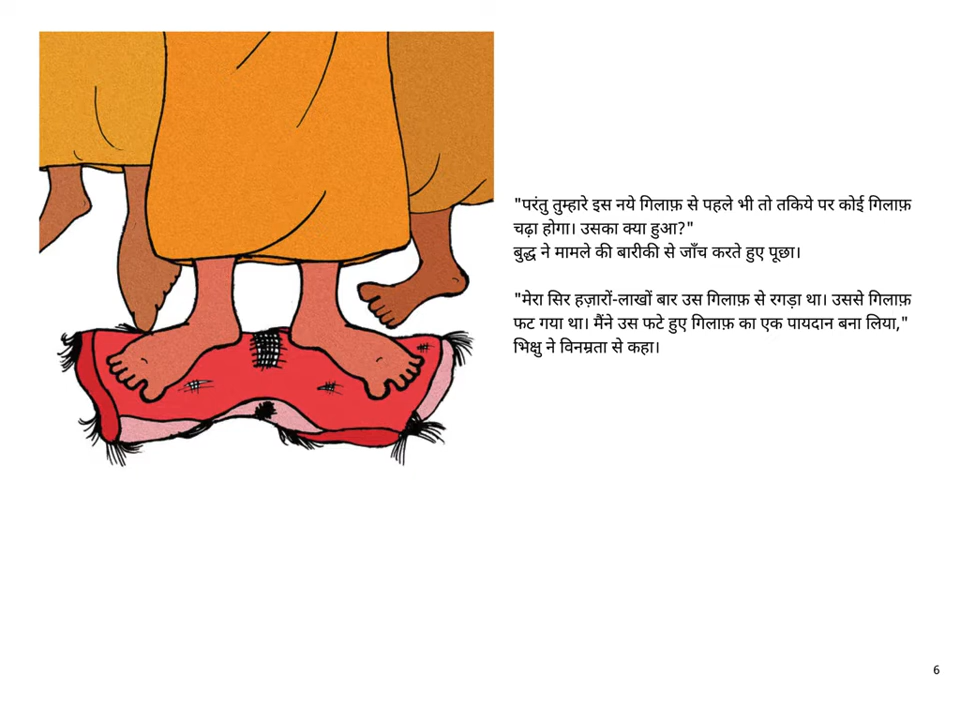 "परंतु तुम्हारे इस नये गिलाफ़ से पहले भी तो तकिये पर कोई गिलाफ़
चढ़ा होगा। उसका क्या हुआ?"
बुद्ध ने मामले की बारीकी से जाँच करते हुए पूछा।
"मेरा सिर हज़ारों-लाखों बार उस गिलाफ़ से रगड़ा था। उससे गिलाफ़
फट गया था। मैंने उस फटे हुए गिलाफ़ का एक पायदान बना लिया,"
भिक्षु ने विनम्रता से कहा।
6